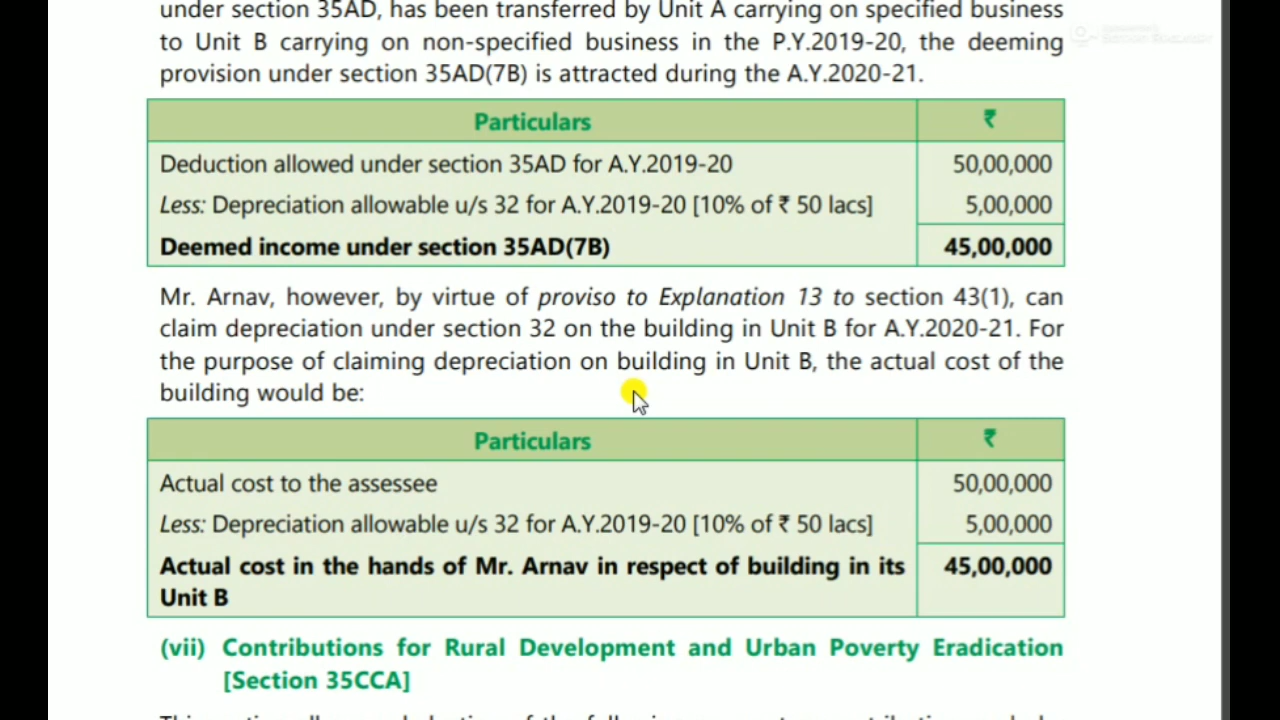 under section 35AD, has been transferred by Unit A carrying on specified business
to Unit B carrying on non-specified business in the P.Y.2019-20, the deeming
provision under section 35AD(7B) is attracted during the A.Y.2020-21.
Particulars ₹
Deduction allowed under section 35AD for A.Y.2019-20 50,00,000
Less: Depreciation allowable u/s 32 for A.Y.2019-20 [10% of ₹ 50 lacs] 5,00,000
Deemed income under section 35AD(7B) 45,00,000
Mr. Arnav, however, by virtue of proviso to Explanation 13 to section 43(1), can
claim depreciation under section 32 on the building in Unit B for A.Y.2020-21. For
the purpose of claiming depreciation on building in Unit B, the actual cost of the
building would be:
Particulars ₹
Actual cost to the assessee 50,00,000
Less: Depreciation allowable u/s 32 for A.Y.2019-20 [10% of ₹ 50 lacs] 5,00,000
Actual cost in the hands of Mr. Arnav in respect of building in its 45,00,000
Unit B
(vii) Contributions for Rural Development and Urban Poverty Eradication
[Section 35CCA]